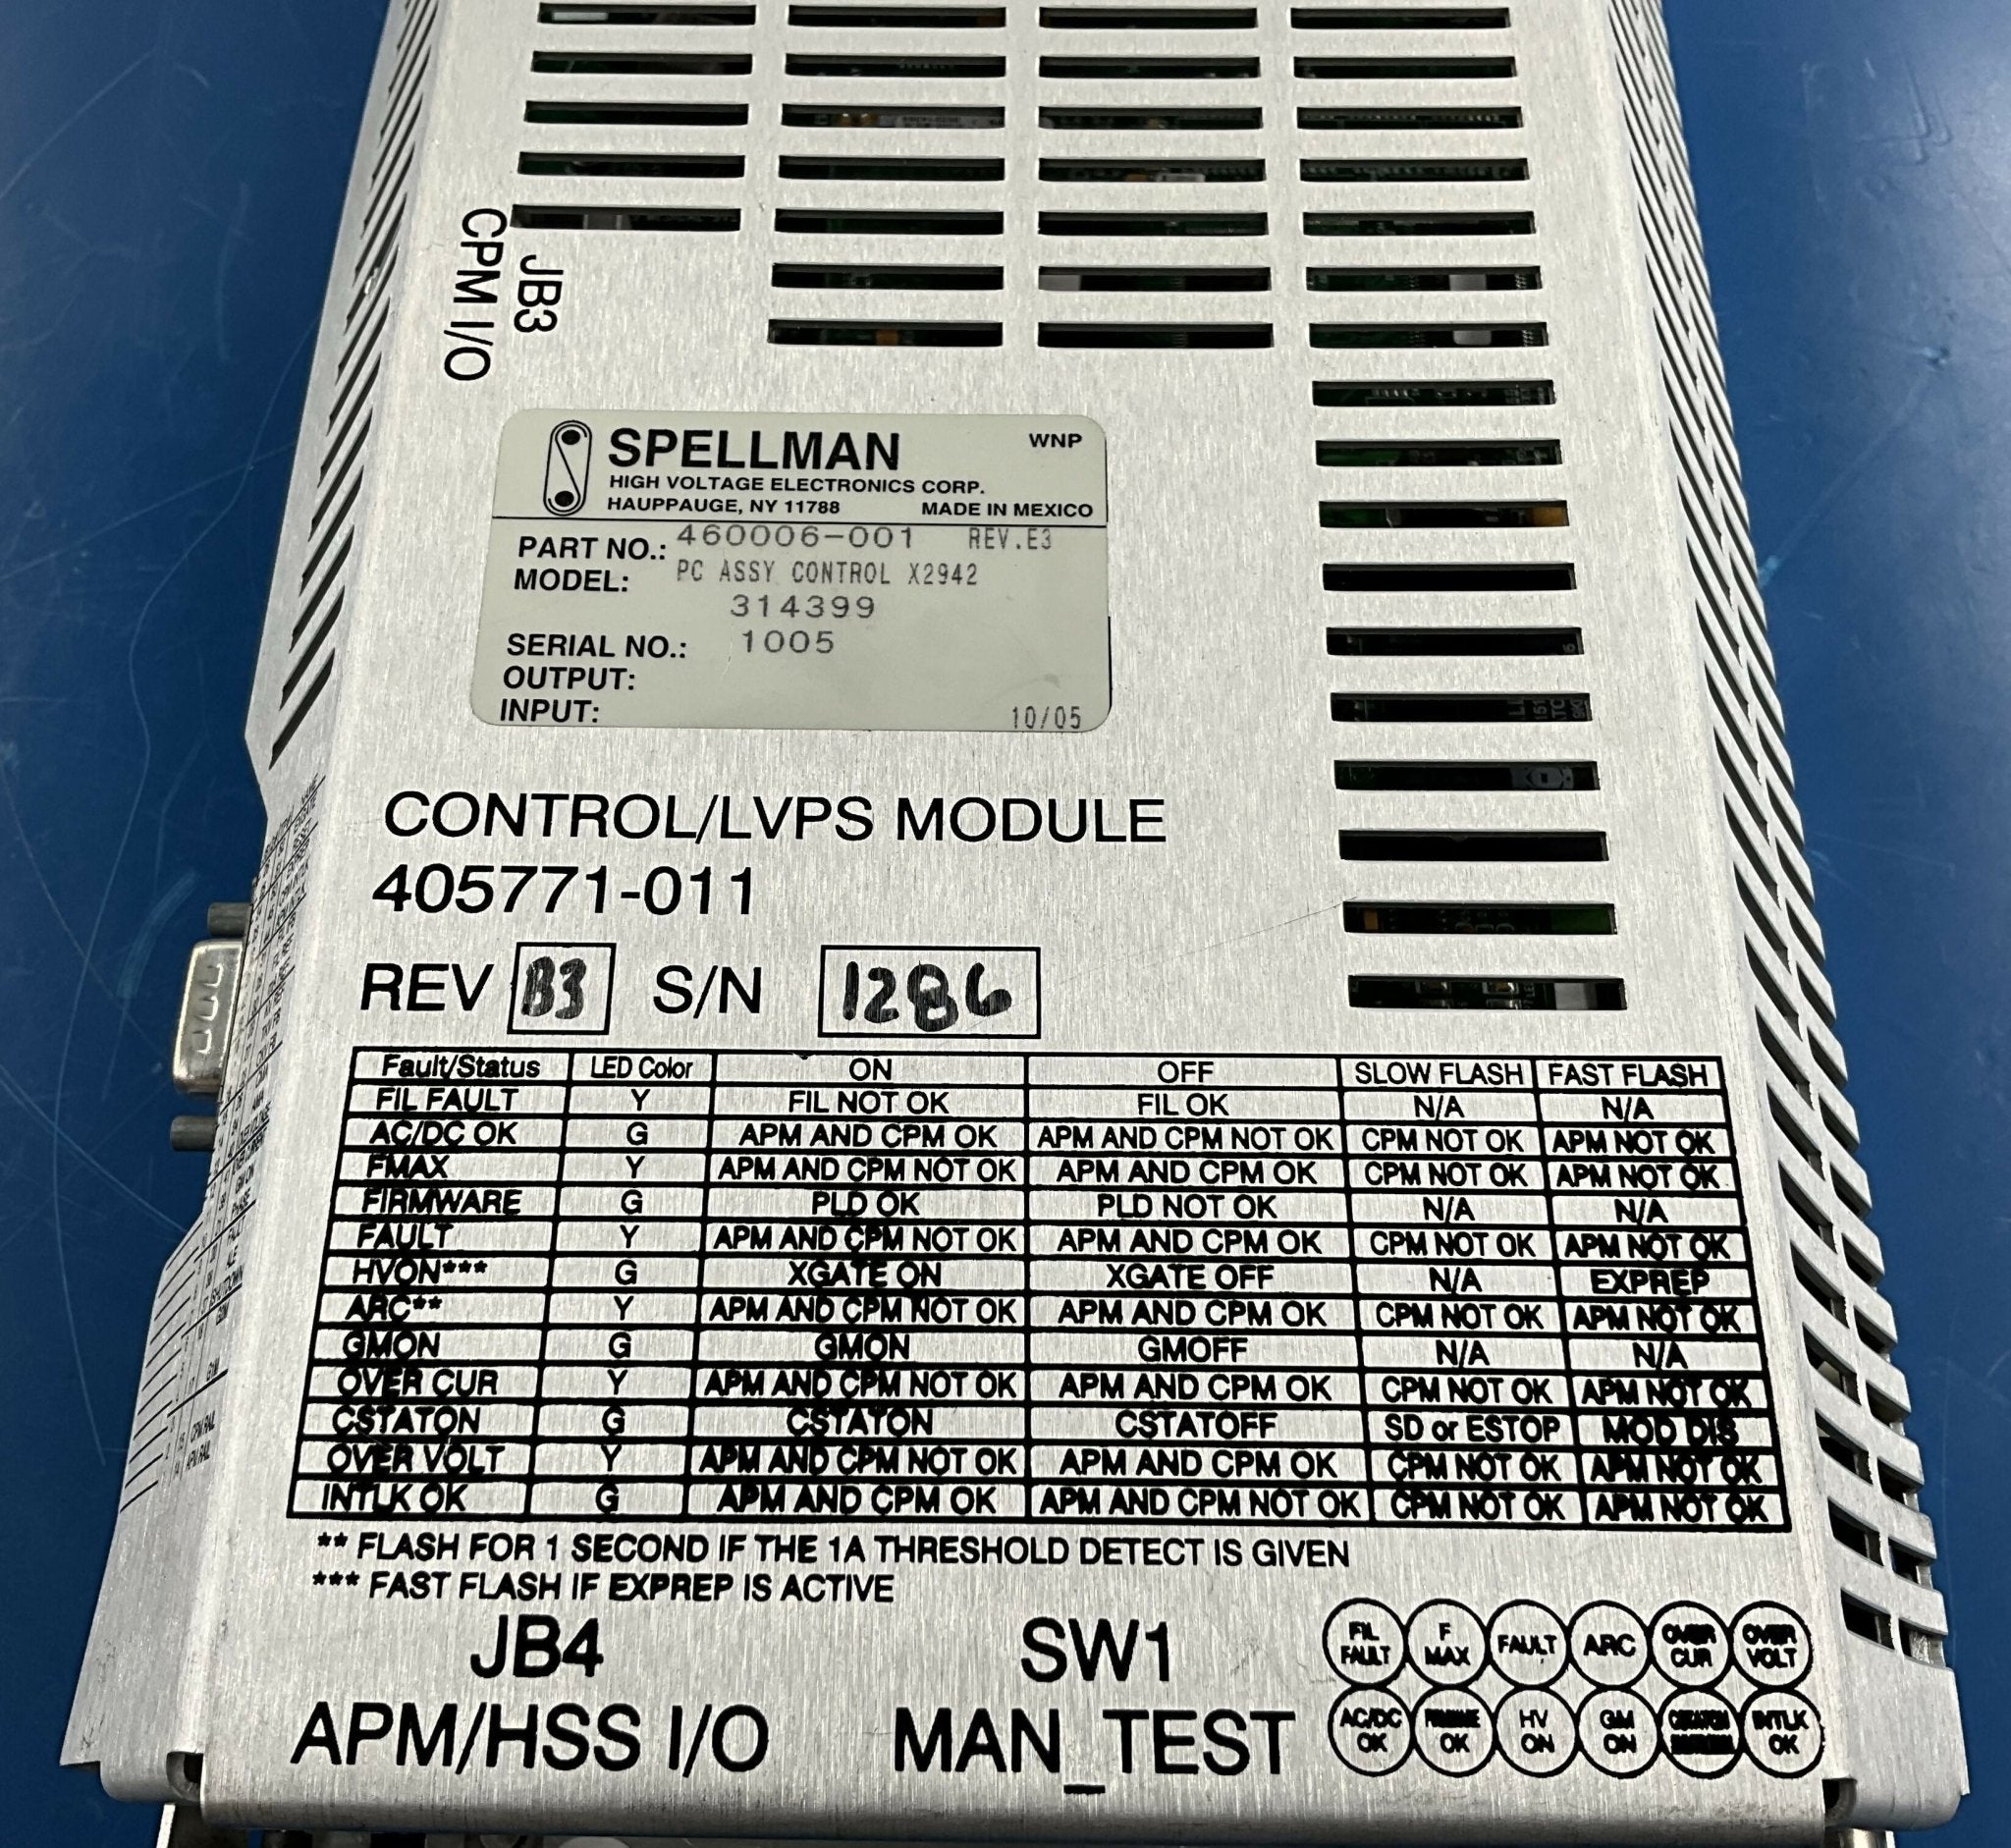 JB3
CPM I/O
SPELLMAN WNP
HIGH VOLTAGE ELECTRONICS CORP.
HAUPPAUGE, NY 11788 MADE IN MEXICO
PART NO.: 460006-001 REV.E3
MODEL: PC ASSY CONTROL X2942
314399
SERIAL NO.: 1005
OUTPUT:
INPUT: 10/05
CONTROL/LVPS MODULE
405771-011
REV B3 S/N 1286
Fault/Status LED Color ON OFF SLOW FLASH FAST FLASH
FIL FAULT Y FIL NOT OK FIL OK N/A N/A
AC/DC OK G APM AND CPM OK APM AND CPM NOT OK CPM NOT OK APM NOT OK
FMAX Y APM AND CPM NOT OK APM AND CPM OK CPM NOT OK APM NOT OK
FIRMWARE G PLD OK PLD NOT OK N/A N/A
FAULT Y APM AND CPM NOT OK APM AND CPM OK CPM NOT OK APM NOT OK
HVON*** G XGATE ON XGATE OFF N/A EXPREP
ARC** Y APM AND CPM NOT OK APM AND CPM OK CPM NOT OK APM NOT OK
GMON G GMON GMOFF N/A N/A
OVER CUR Y APM AND CPM NOT OK APM AND CPM OK CPM NOT OK APM NOT OK
CSTATON G CSTATON CSTATOFF SD or ESTOP MOD DIS
OVER VOLT Y APM AND CPM NOT OK APM AND CPM OK CPM NOT OK APM NOT OK
INTLK OK G APM AND CPM OK APM AND CPM NOT OK CPM NOT OK APM NOT OK
** FLASH FOR 1 SECOND IF THE 1A THRESHOLD DETECT IS GIVEN
*** FAST FLASH IF EXPREP IS ACTIVE
JB4
APM/HSS I/O
SW1
MAN_TEST
FIL FAULT F MAX FAULT ARC OVER CUR OVER VOLT
AC/DC OK OK HV ON GM ON INTLK OK